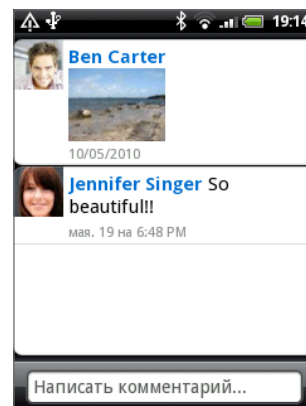 19:14
Ben Carter
10/05/2010
Jennifer Singer So
beautiful!!
мая. 19 на 6:48 PM
Написать комментарий...